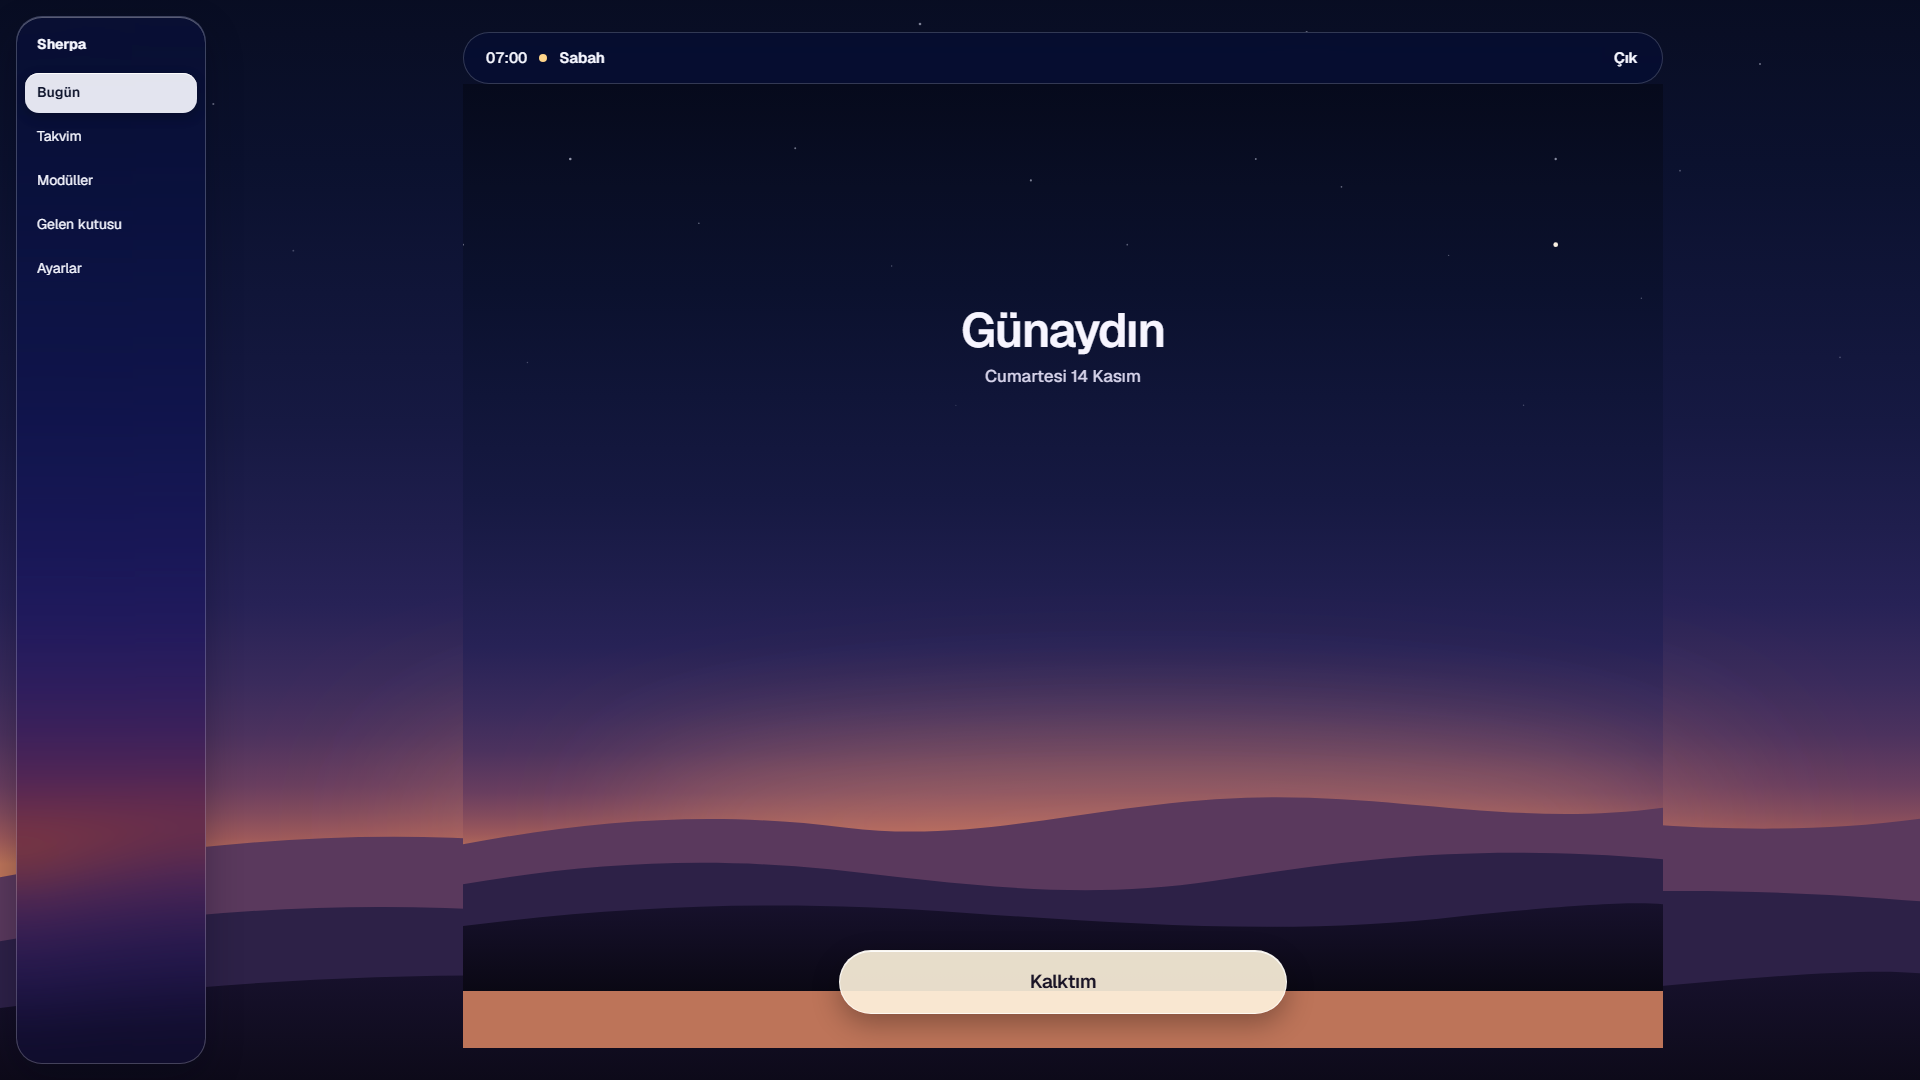 Sherpa
Bugün
Takvim
Modüller
Gelen kutusu
Ayarlar
07:00 Sabah
Çık
Günaydın
Cumartesi 14 Kasım
Kalktım